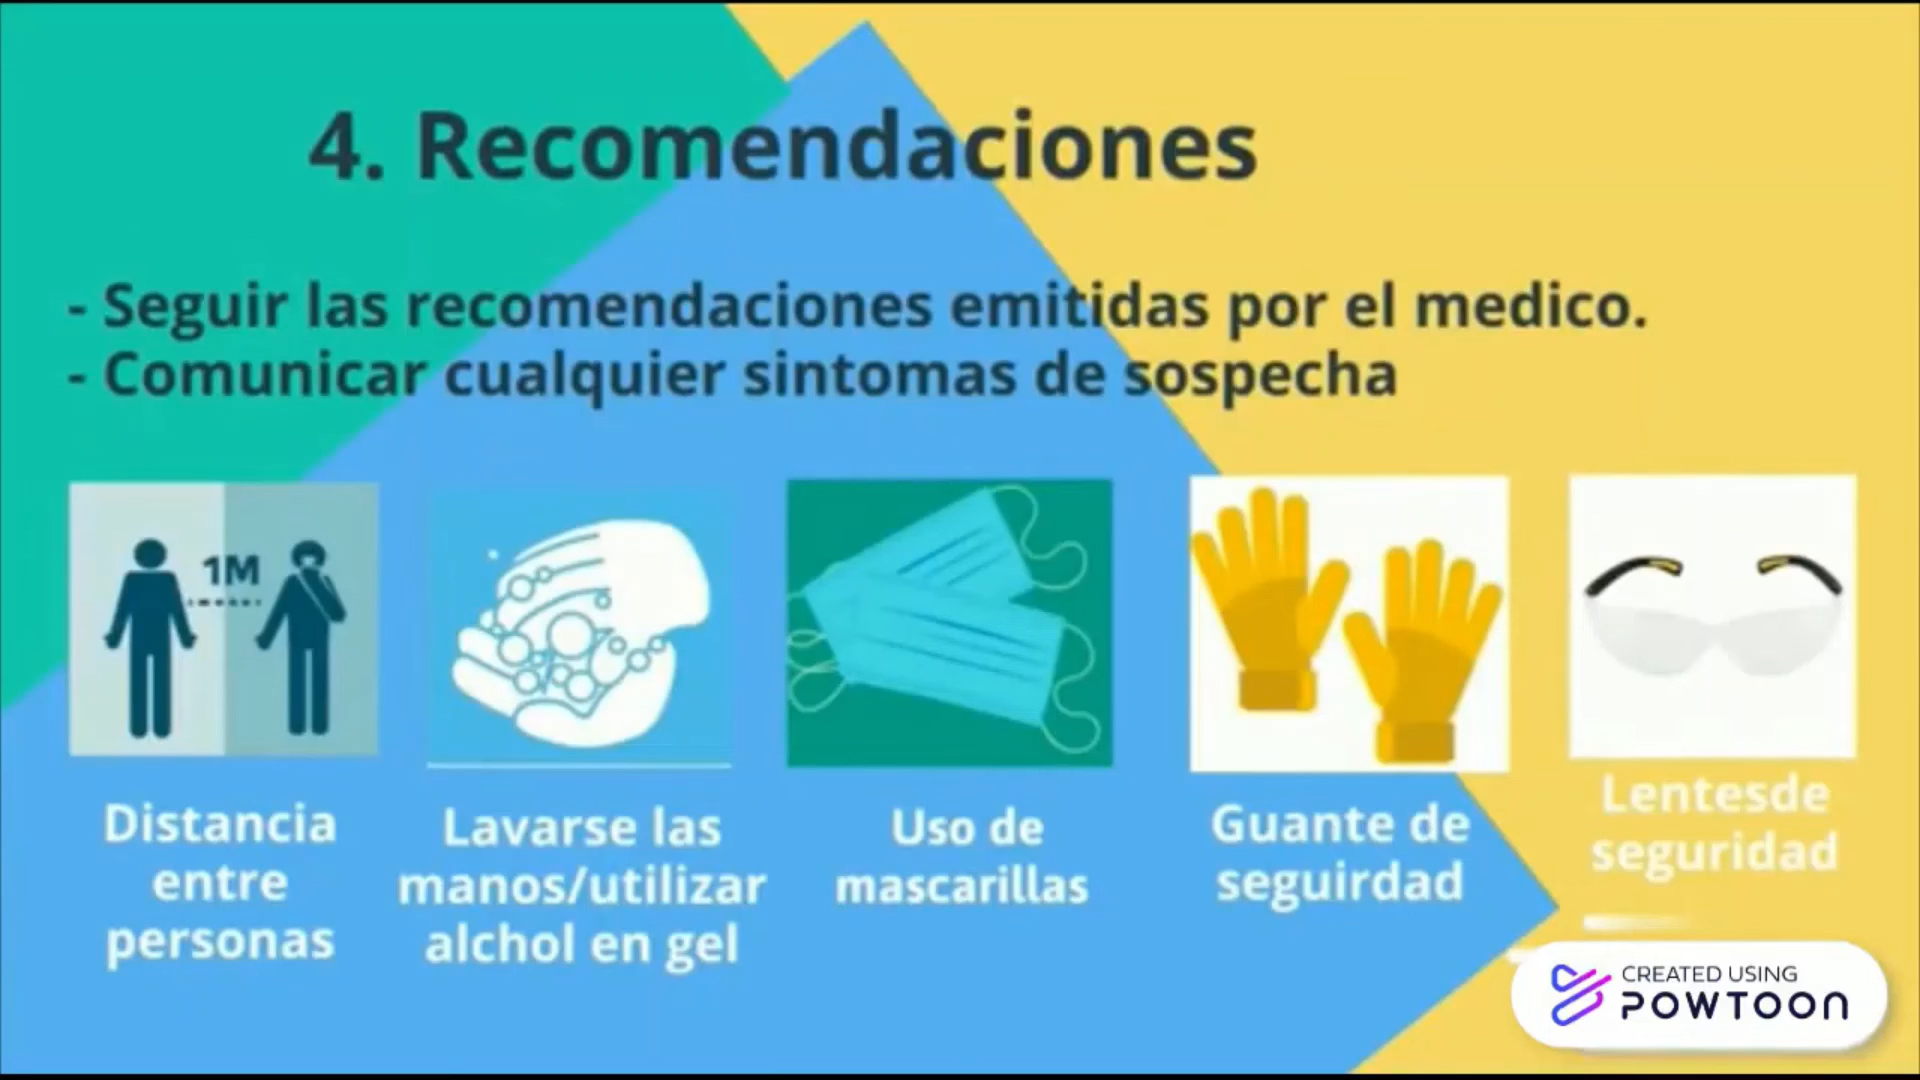 4. Recomendaciones
- Seguir las recomendaciones emitidas por el medico.
- Comunicar cualquier sintomas de sospecha
1M
Distancia
entre
personas
Lavarse las
manos/utilizar
alchol en gel
Uso de
mascarillas
Guante de
seguirdad
Lentesde
seguridad
CREATED USING
POWTOON